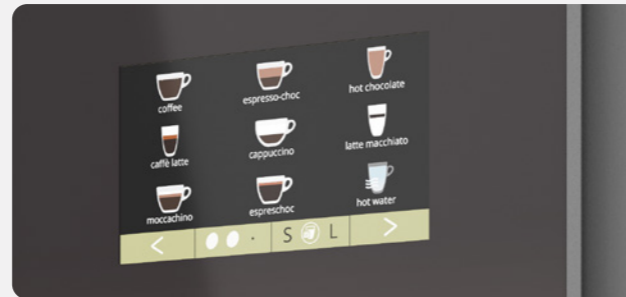 coffee
espresso-choc
hot chocolate
caffè latte
cappuccino
latte macchiato
moccachino
espreschoc
hot water
< S L >